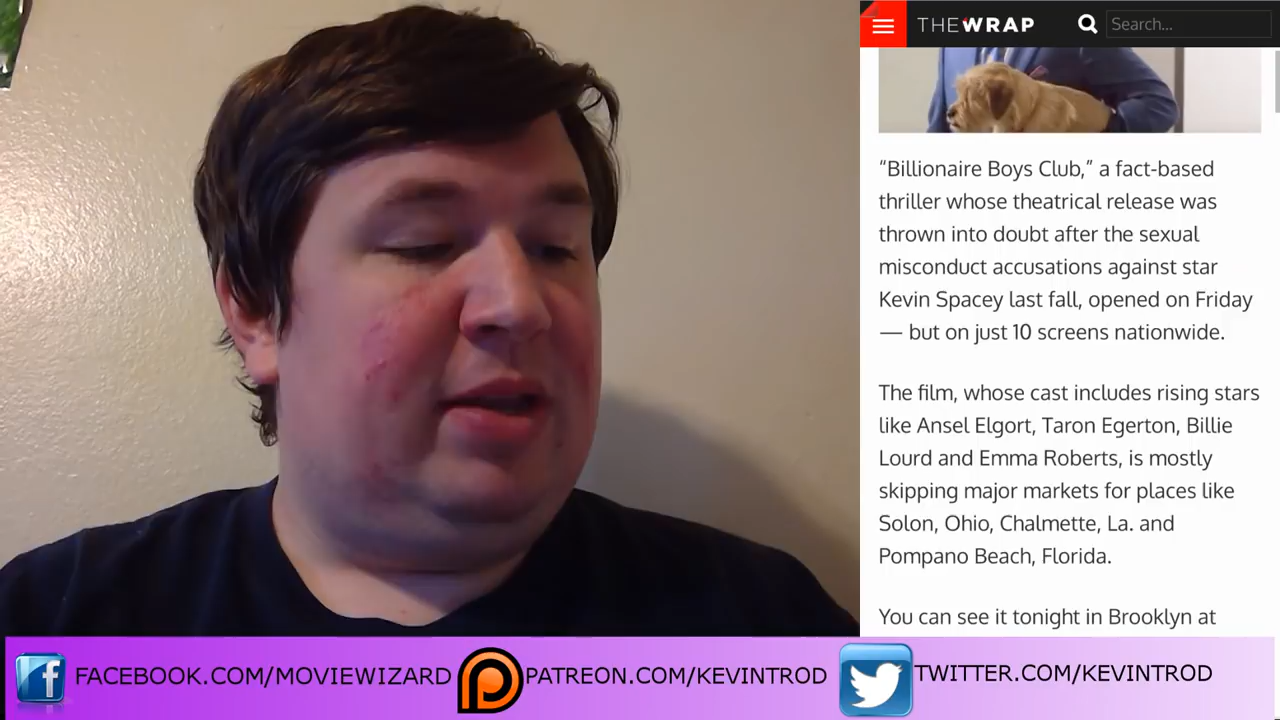 THEWRAP
Search...
“Billionaire Boys Club,” a fact-based
thriller whose theatrical release was
thrown into doubt after the sexual
misconduct accusations against star
Kevin Spacey last fall, opened on Friday
— but on just 10 screens nationwide.
The film, whose cast includes rising stars
like Ansel Elgort, Taron Egerton, Billie
Lourd and Emma Roberts, is mostly
skipping major markets for places like
Solon, Ohio, Chalmette, La. and
Pompano Beach, Florida.
You can see it tonight in Brooklyn at
FACEBOOK.COM/MOVIEWIZARD
PATREON.COM/KEVINTROD
TWITTER.COM/KEVINTROD